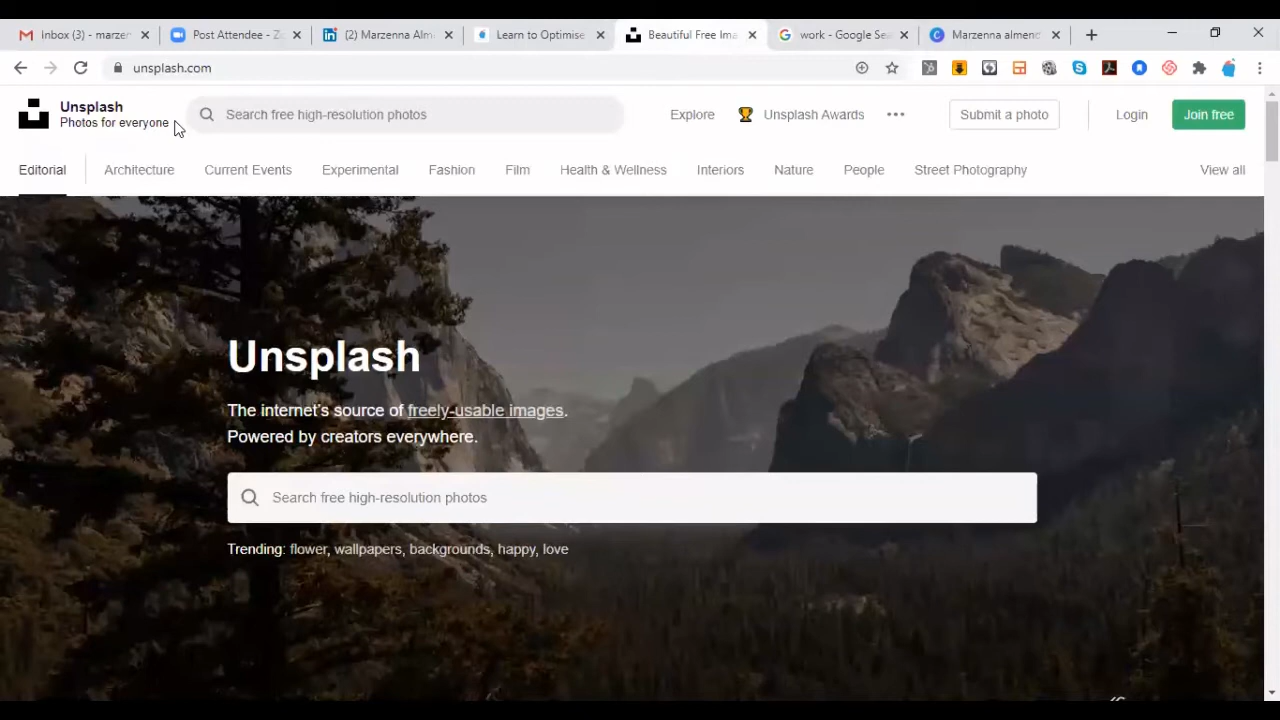 Inbox (3) - marzer
Post Attendee - Zo
(2) Marzenna Alm
Learn to Optimise
Beautiful Free Ima
work - Google Sea
Marzenna almend
unsplash.com
Unsplash
Photos for everyone
Search free high-resolution photos
Explore
Unsplash Awards
Submit a photo
Login
Join free
Editorial
Architecture
Current Events
Experimental
Fashion
Film
Health & Wellness
Interiors
Nature
People
Street Photography
View all
Unsplash
The internet's source of freely-usable images.
Powered by creators everywhere.
Search free high-resolution photos
Trending: flower, wallpapers, backgrounds, happy, love